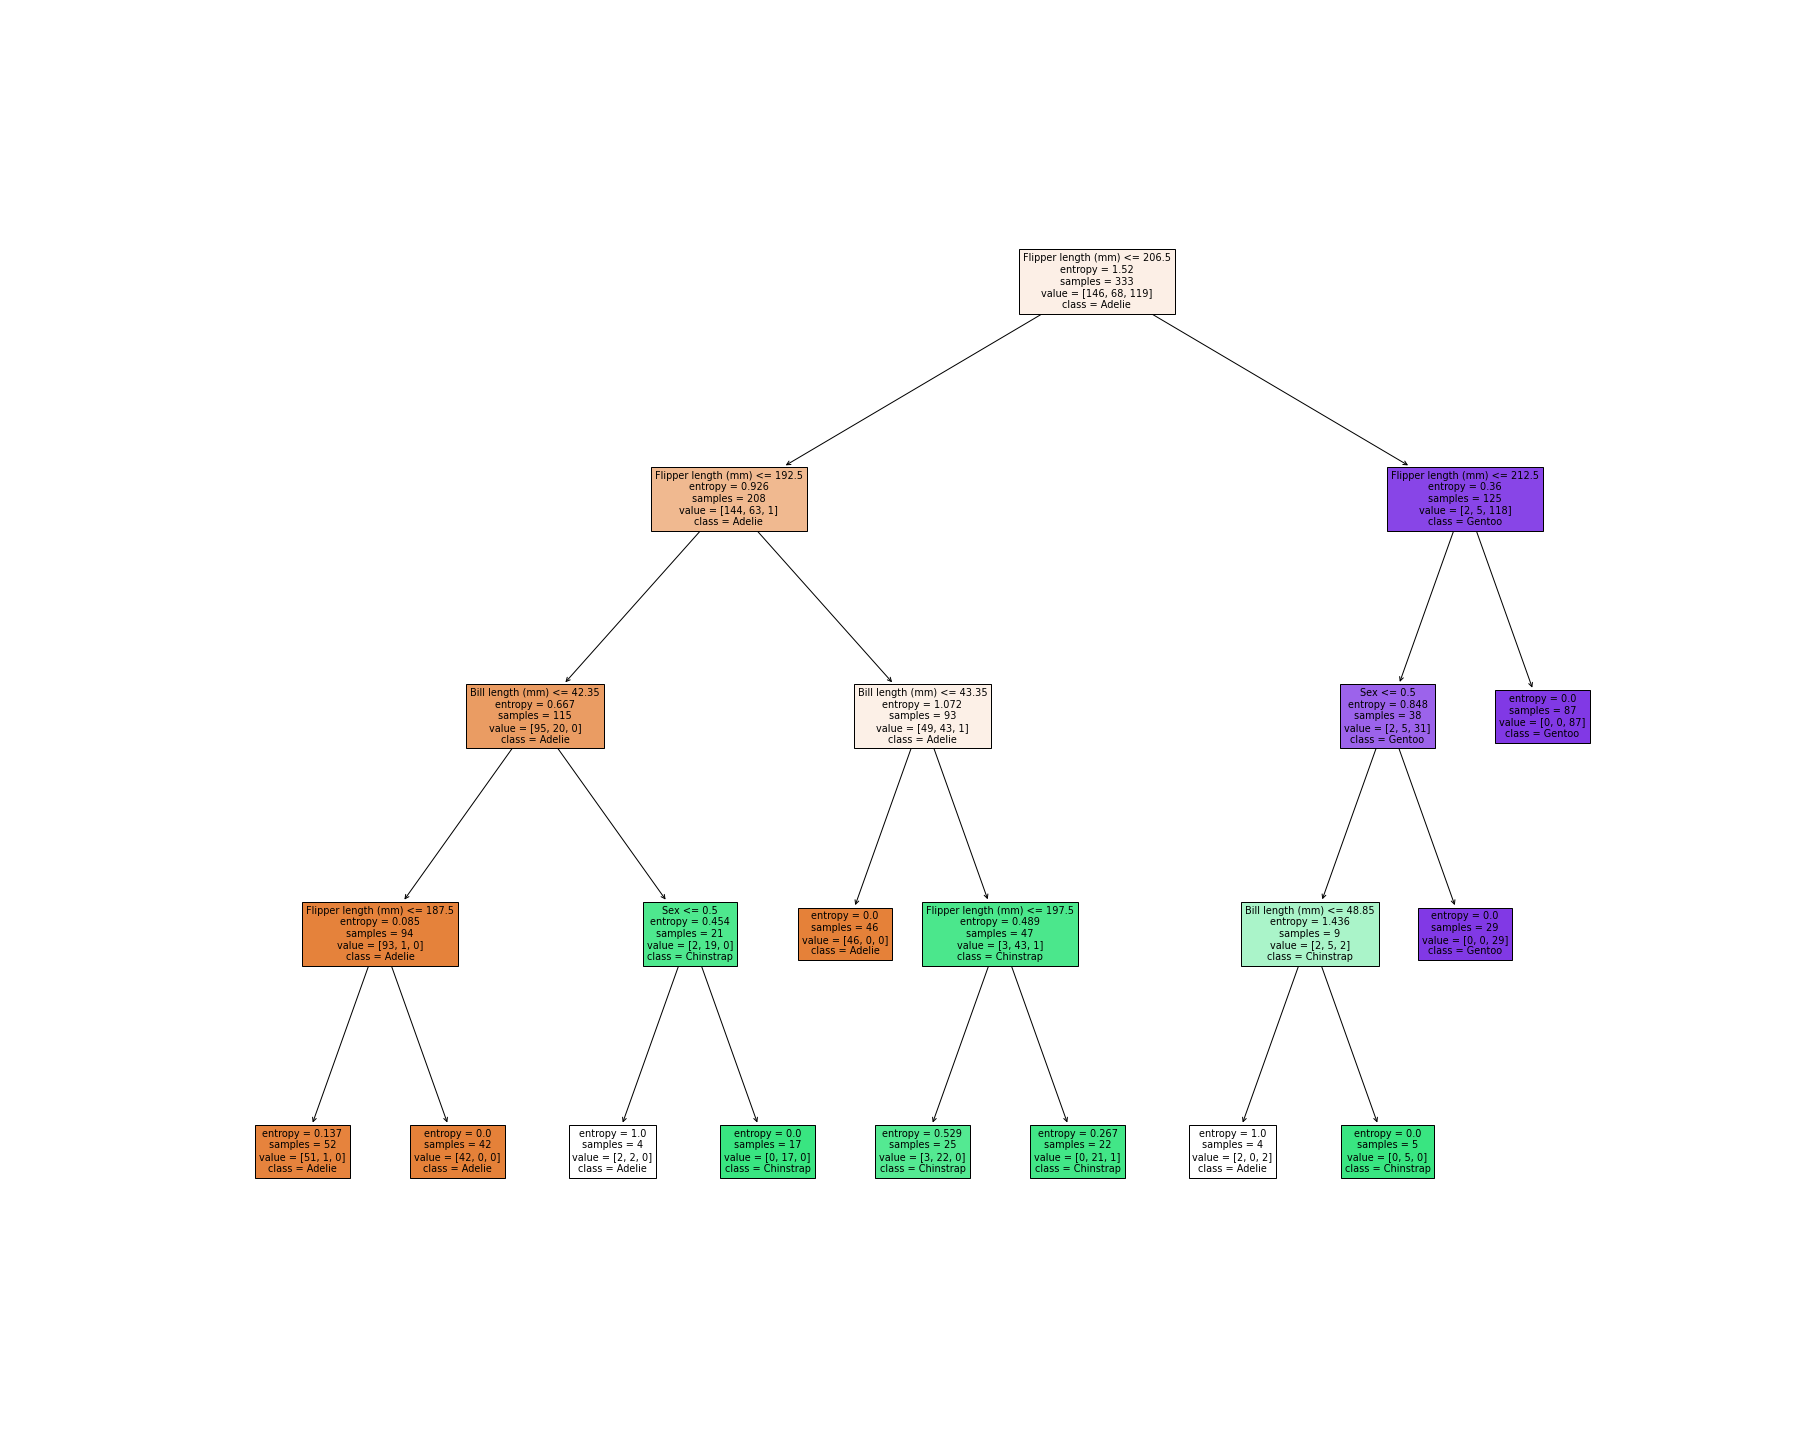 Flipper length (mm) <= 206.5
entropy = 1.52
samples = 333
value = [146, 68, 119]
class = Adelie
Flipper length (mm) <= 192.5
entropy = 0.926
samples = 208
value = [144, 63, 1]
class = Adelie
Flipper length (mm) <= 212.5
entropy = 0.36
samples = 125
value = [2, 5, 118]
class = Gentoo
Bill length (mm) <= 42.35
entropy = 0.667
samples = 115
value = [95, 20, 0]
class = Adelie
Bill length (mm) <= 43.35
entropy = 1.072
samples = 93
value = [49, 43, 1]
class = Adelie
Sex <= 0.5
entropy = 0.848
samples = 38
value = [2, 5, 31]
class = Gentoo
entropy = 0.0
samples = 87
value = [0, 0, 87]
class = Gentoo
Flipper length (mm) <= 187.5
entropy = 0.085
samples = 94
value = [93, 1, 0]
class = Adelie
Sex <= 0.5
entropy = 0.454
samples = 21
value = [2, 19, 0]
class = Chinstrap
entropy = 0.0
samples = 46
value = [46, 0, 0]
class = Adelie
Flipper length (mm) <= 197.5
entropy = 0.489
samples = 47
value = [3, 43, 1]
class = Chinstrap
Bill length (mm) <= 48.85
entropy = 1.436
samples = 9
value = [2, 5, 2]
class = Chinstrap
entropy = 0.0
samples = 29
value = [0, 0, 29]
class = Gentoo
entropy = 0.137
samples = 52
value = [51, 1, 0]
class = Adelie
entropy = 0.0
samples = 42
value = [42, 0, 0]
class = Adelie
entropy = 1.0
samples = 4
value = [2, 2, 0]
class = Adelie
entropy = 0.0
samples = 17
value = [0, 17, 0]
class = Chinstrap
entropy = 0.529
samples = 25
value = [3, 22, 0]
class = Chinstrap
entropy = 0.267
samples = 22
value = [0, 21, 1]
class = Chinstrap
entropy = 1.0
samples = 4
value = [2, 0, 2]
class = Adelie
entropy = 0.0
samples = 5
value = [0, 5, 0]
class = Chinstrap